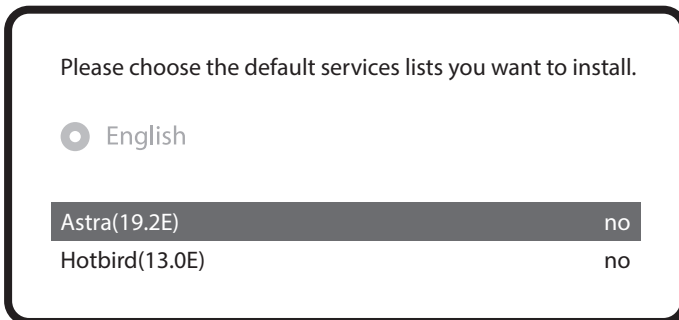 Please choose the default services lists you want to install.
English
Astra(19.2E) no
Hotbird(13.0E) no